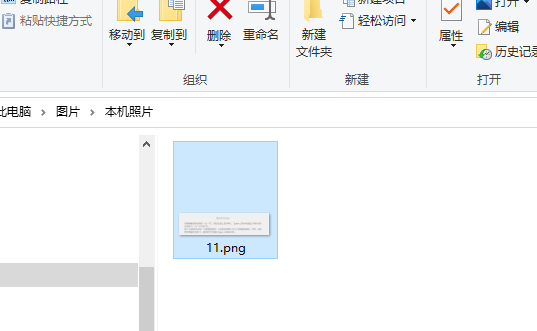 粘贴快捷方式
移动到 复制到 删除 重命名
组织
新建
文件夹
轻松访问
新建
属性
打开
编辑
历史记录
打开
此电脑 > 图片 > 本机照片
11.png